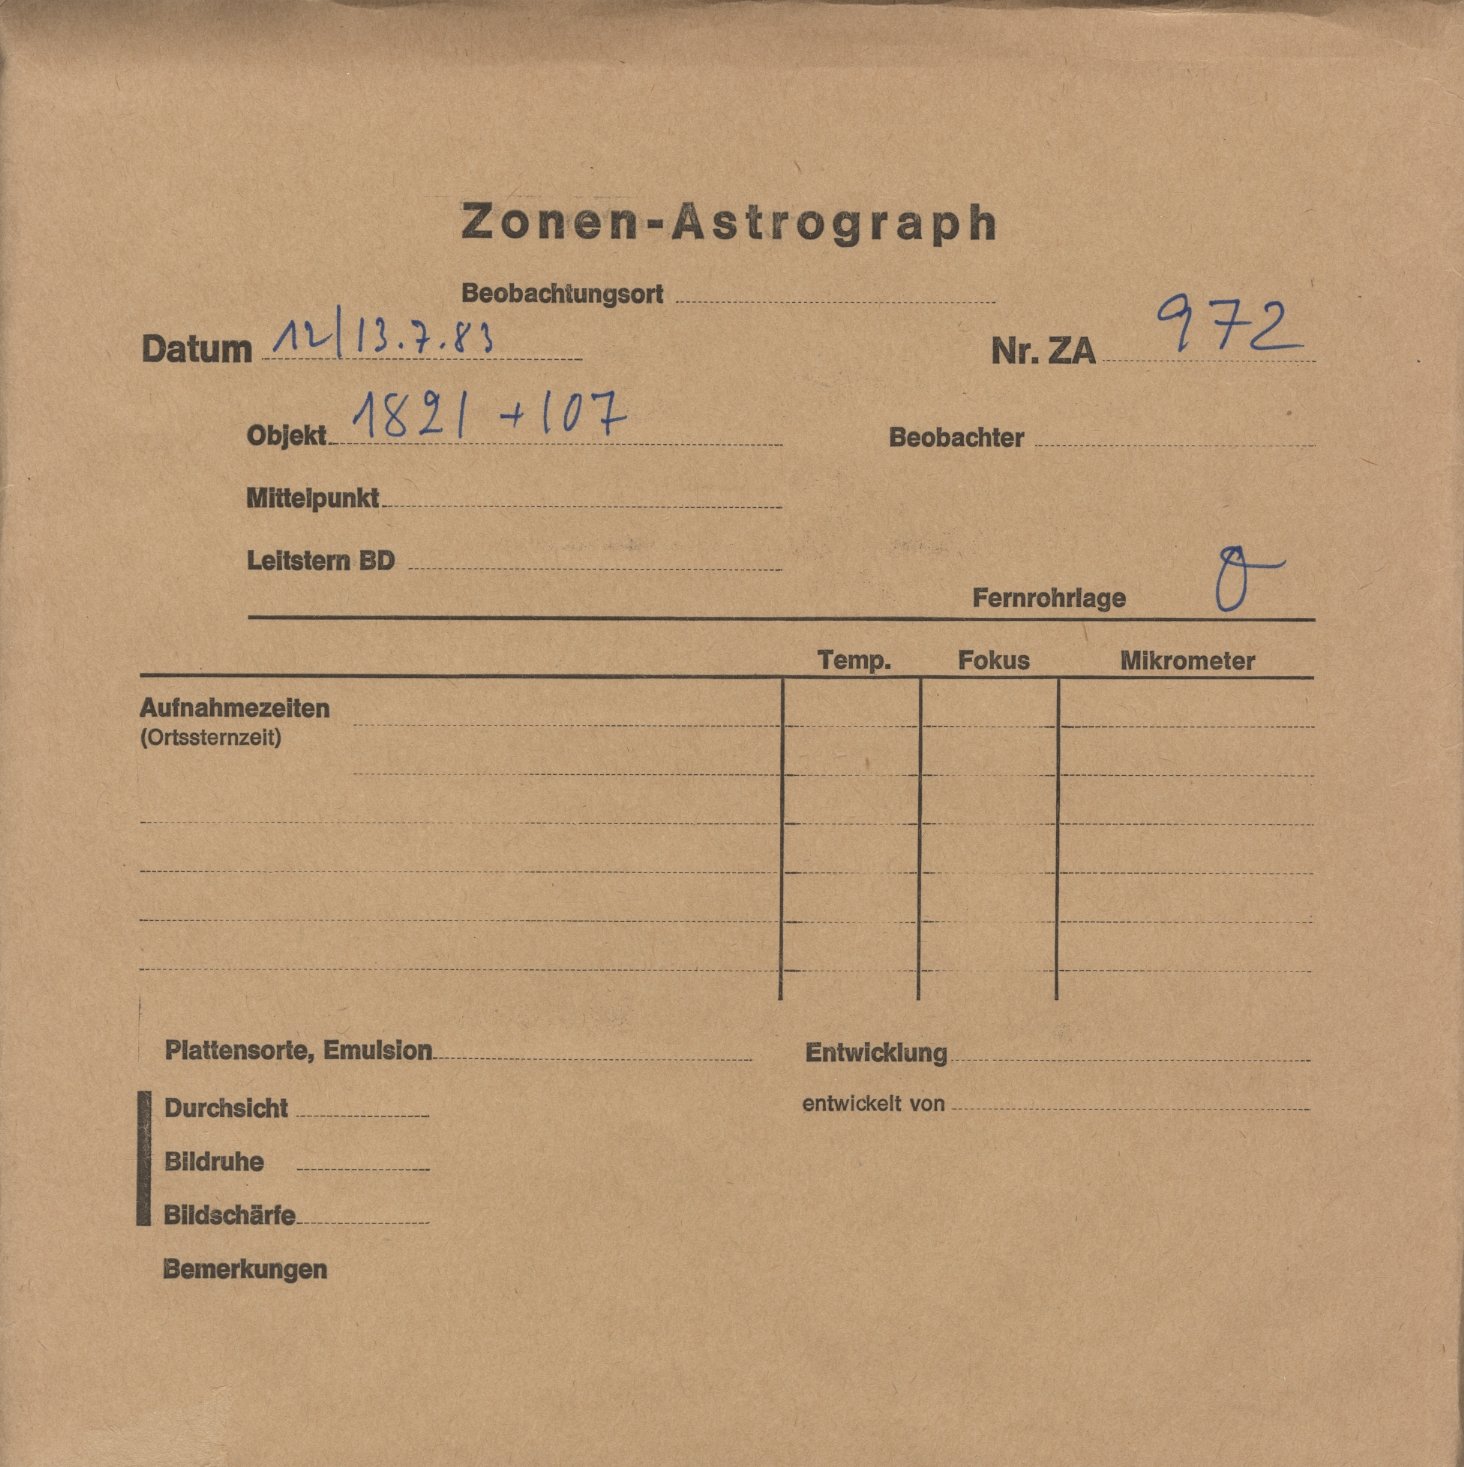 Zonen-Astrograph
Beobachtungsort
Datum 12/13.7.83
Nr. ZA 972
Objekt 1821 +107
Beobachter
Mittelpunkt
Leitstern BD
Fernrohrlage
Temp. Fokus Mikrometer
Aufnahmezeiten
(Ortssternzeit)
Plattensorte, Emulsion
Entwicklung
Durchsicht
entwickelt von
Bildruhe
Bildschärfe
Bemerkungen